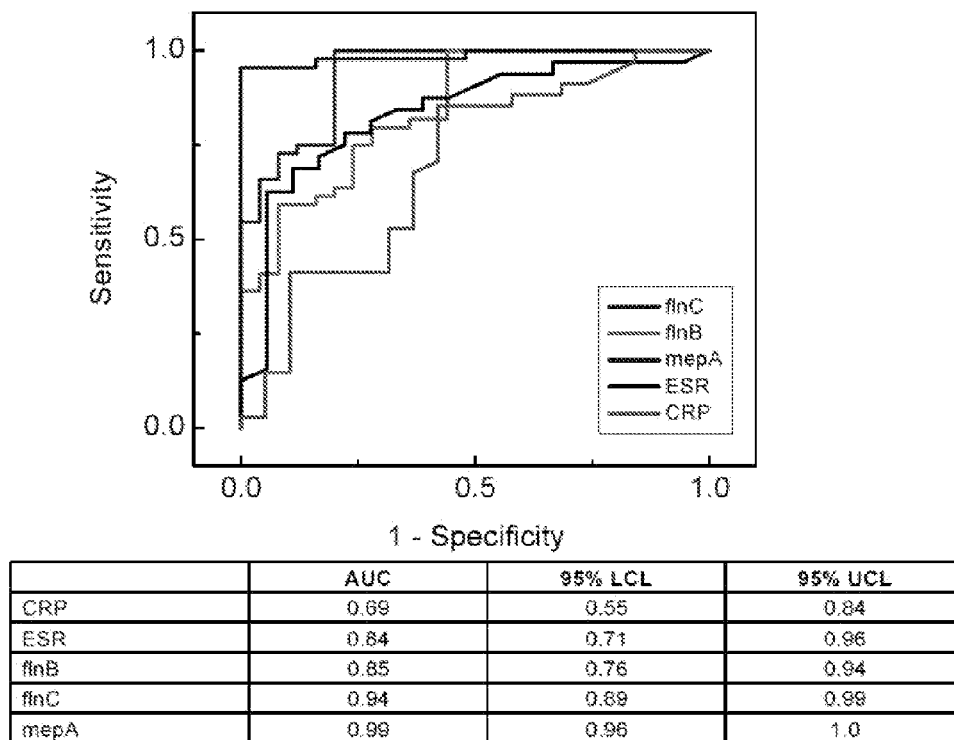 1.0
0.5
0.0
Sensitivity
flnC
flnB
mepA
ESR
CRP
0.0 0.5 1.0
1 - Specificity
AUC 95% LCL 95% UCL
CRP 0.69 0.55 0.84
ESR 0.84 0.71 0.96
flnB 0.85 0.76 0.94
flnC 0.94 0.89 0.99
mepA 0.99 0.96 1.0